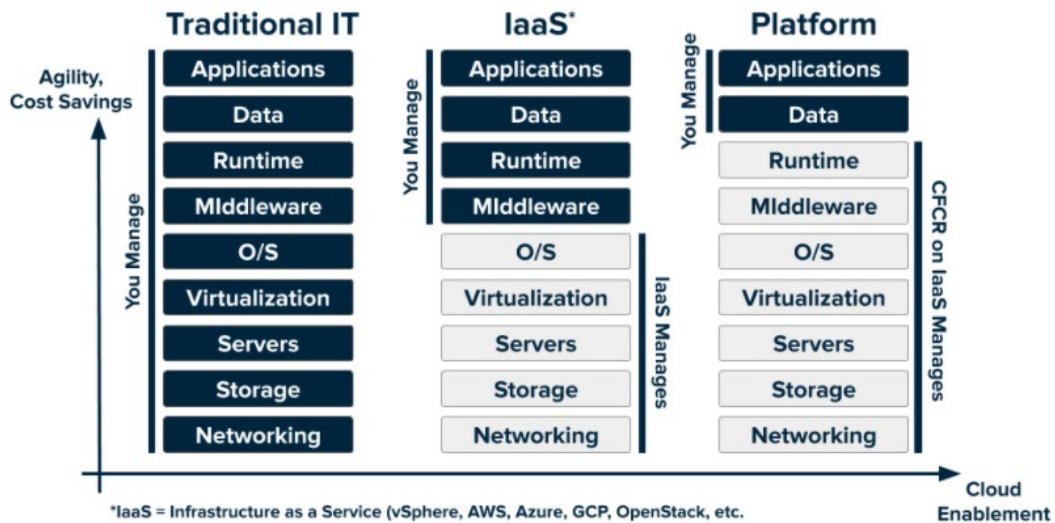 Traditional IT
IaaS*
Platform
Agility,
Cost Savings
You Manage
Applications
Data
Runtime
MIddleware
O/S
Virtualization
Servers
Storage
Networking
You Manage
Applications
Data
Runtime
MIddleware
O/S
Virtualization
Servers
Storage
Networking
IaaS Manages
You Manage
Applications
Data
Runtime
MIddleware
O/S
Virtualization
Servers
Storage
Networking
CFCR on IaaS Manages
Cloud
Enablement
*IaaS = Infrastructure as a Service (vSphere, AWS, Azure, GCP, OpenStack, etc.